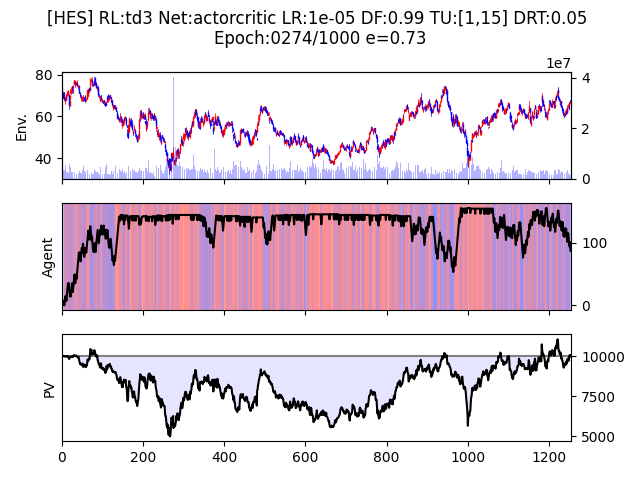 [HES] RL:td3 Net:actorcritic LR:1e-05 DF:0.99 TU:[1,15] DRT:0.05
Epoch:0274/1000 e=0.73
1e7
80
60
40
Env.
4
2
0
Agent
100
0
PV
10000
7500
5000
0 200 400 600 800 1000 1200